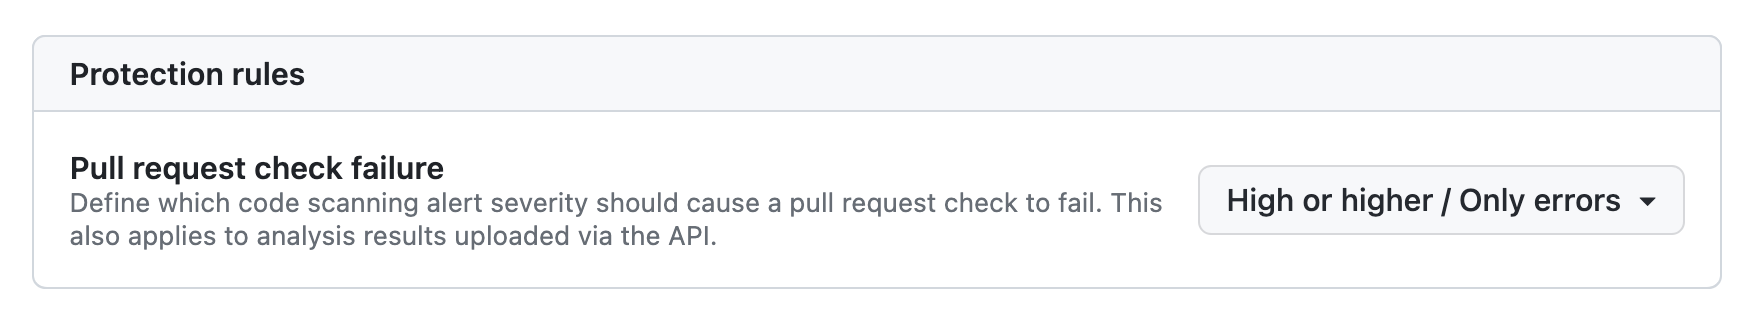 Protection rules
Pull request check failure
Define which code scanning alert severity should cause a pull request check to fail. This
also applies to analysis results uploaded via the API.
High or higher / Only errors